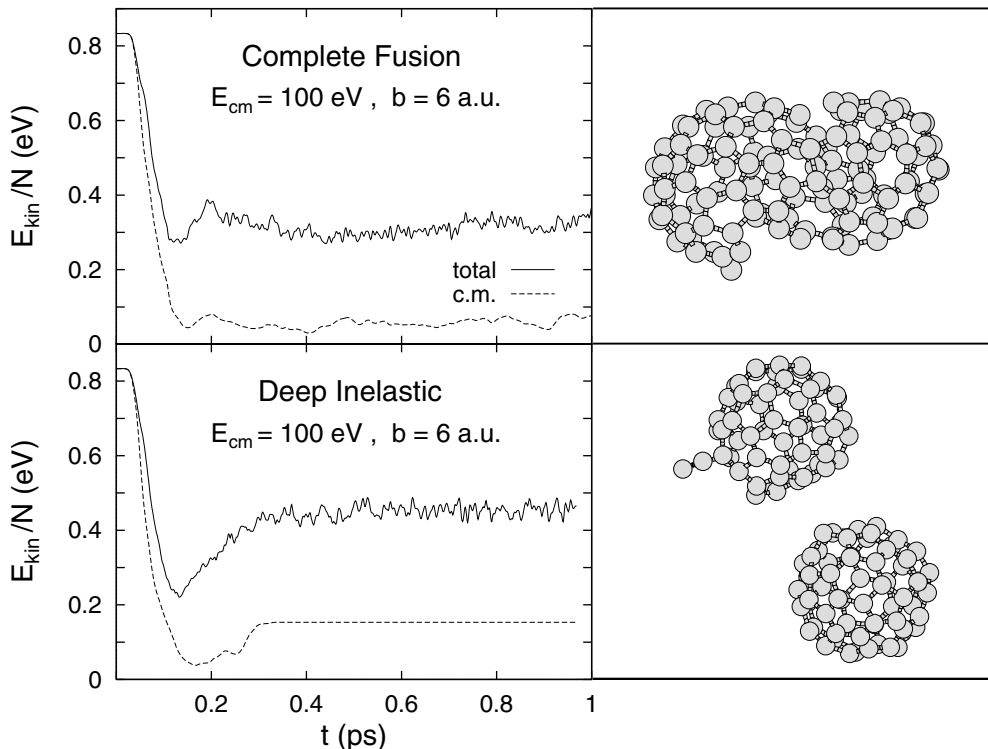 E_kin/N (eV)
0.8
0.6
0.4
0.2
0
Complete Fusion
E_cm = 100 eV , b = 6 a.u.
total
c.m.
E_kin/N (eV)
0.8
0.6
0.4
0.2
0
Deep Inelastic
E_cm = 100 eV , b = 6 a.u.
0.2 0.4 0.6 0.8 1
t (ps)